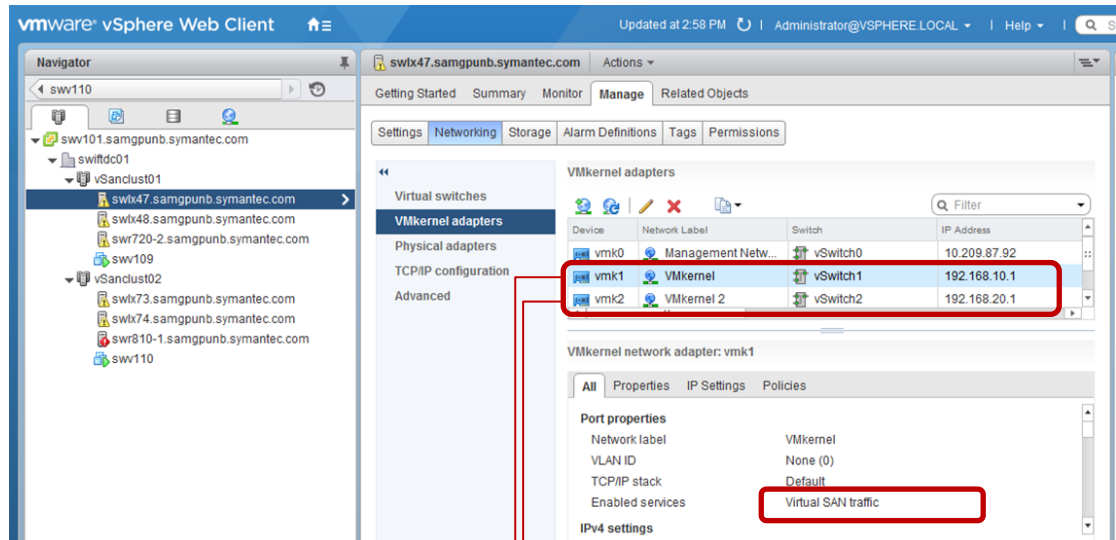 vmware® vSphere Web Client
Updated at 2:58 PM | Administrator@VSPHERE.LOCAL | Help |
Navigator
swv110
swv101.samgpunb.symantec.com
swiftdc01
vSanclust01
swlx47.samgpunb.symantec.com
swlx48.samgpunb.symantec.com
swr720-2.samgpunb.symantec.com
swv109
vSanclust02
swlx73.samgpunb.symantec.com
swlx74.samgpunb.symantec.com
swr810-1.samgpunb.symantec.com
swv110
swlx47.samgpunb.symantec.com Actions
Getting Started Summary Monitor Manage Related Objects
Settings Networking Storage Alarm Definitions Tags Permissions
Virtual switches
VMkernel adapters
Physical adapters
TCP/IP configuration
Advanced
VMkernel adapters
Filter
Device Network Label Switch IP Address
vmk0 Management Netw... vSwitch0 10.209.87.92
vmk1 VMkernel vSwitch1 192.168.10.1
vmk2 VMkernel 2 vSwitch2 192.168.20.1
VMkernel network adapter: vmk1
All Properties IP Settings Policies
Port properties
Network label VMkernel
VLAN ID None (0)
TCP/IP stack Default
Enabled services Virtual SAN traffic
IPv4 settings